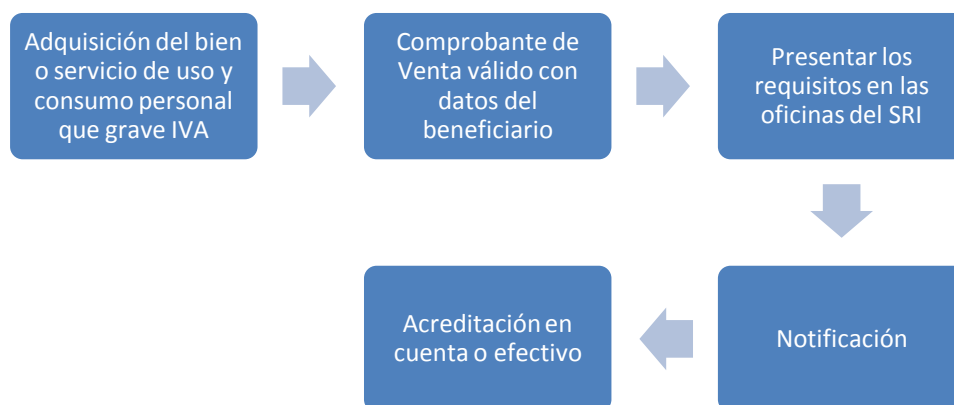 Adquisición del bien
o servicio de uso y
consumo personal
que grave IVA
Comprobante de
Venta válido con
datos del
beneficiario
Presentar los
requisitos en las
oficinas del SRI
Notificación
Acreditación en
cuenta o efectivo